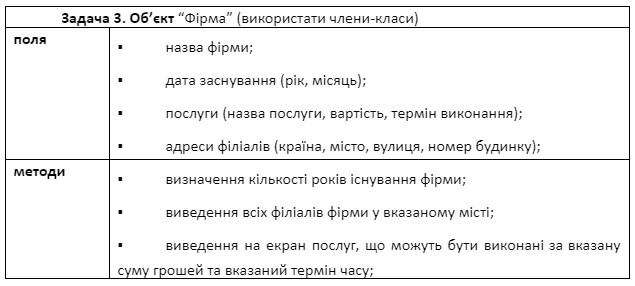 Задача 3. Об’єкт “Фірма” (використати члени-класи)
поля
▪ назва фірми;
▪ дата заснування (рік, місяць);
▪ послуги (назва послуги, вартість, термін виконання);
▪ адреси філіалів (країна, місто, вулиця, номер будинку);
методи
▪ визначення кількості років існування фірми;
▪ виведення всіх філіалів фірми у вказаному місті;
▪ виведення на екран послуг, що можуть бути виконані за вказану
суму грошей та вказаний термін часу;